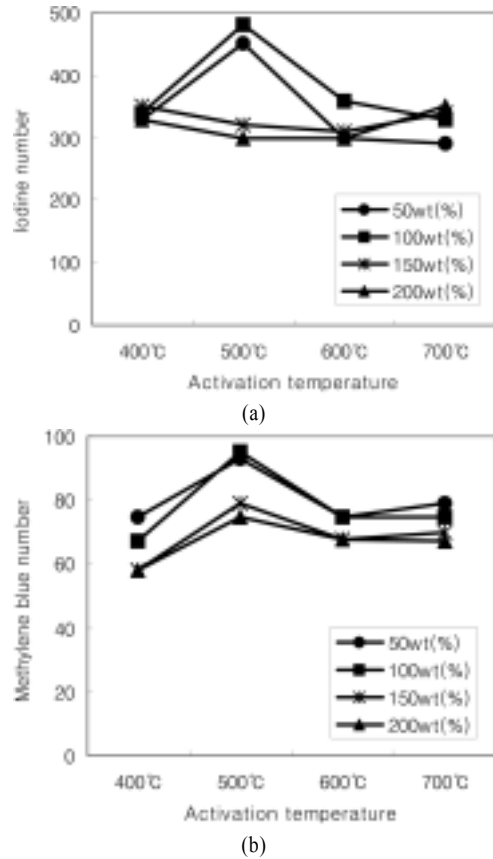 500
400
300
200
100
0
Iodine number
50wt(%)
100wt(%)
150wt(%)
200wt(%)
400℃ 500℃ 600℃ 700℃
Activation temperature
(a)
100
80
60
40
20
0
Methylene blue number
50wt(%)
100wt(%)
150wt(%)
200wt(%)
400℃ 500℃ 600℃ 700℃
Activation temperature
(b)